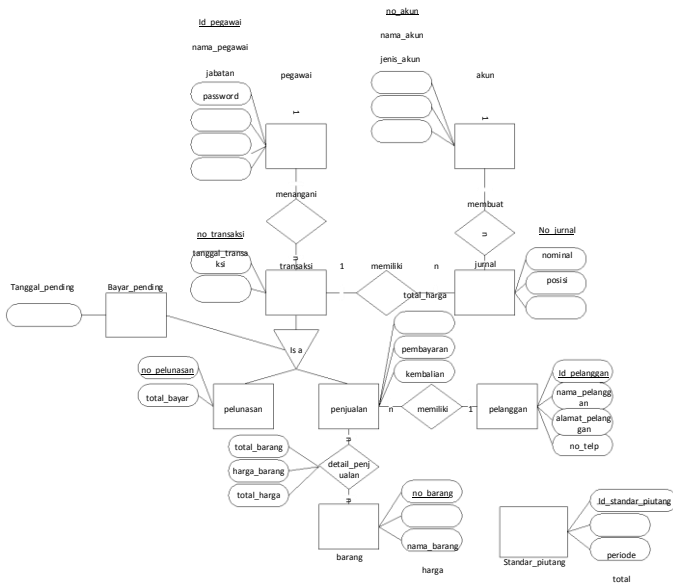 Id_pegawai
no_akun
nama_pegawai
nama_akun
jabatan
pegawai
jenis_akun
akun
password
1
1
menangani
membuat
no_transaksi
n
No_jurnal
tanggal_transa
ksi
n
transaksi
1
memiliki
n
jurnal
nominal
posisi
Tanggal_pending
Bayar_pending
total_harga
Is a
pembayaran
kembalian
no_pelunasan
total_bayar
pelunasan
penjualan
n
memiliki
1
pelanggan
Id_pelanggan
nama_pelangg
an
alamat_pelang
gan
no_telp
n
total_barang
harga_barang
total_harga
detail_penj
ualan
n
no_barang
nama_barang
barang
harga
Id_standar_piutang
periode
Standar_piutang
total